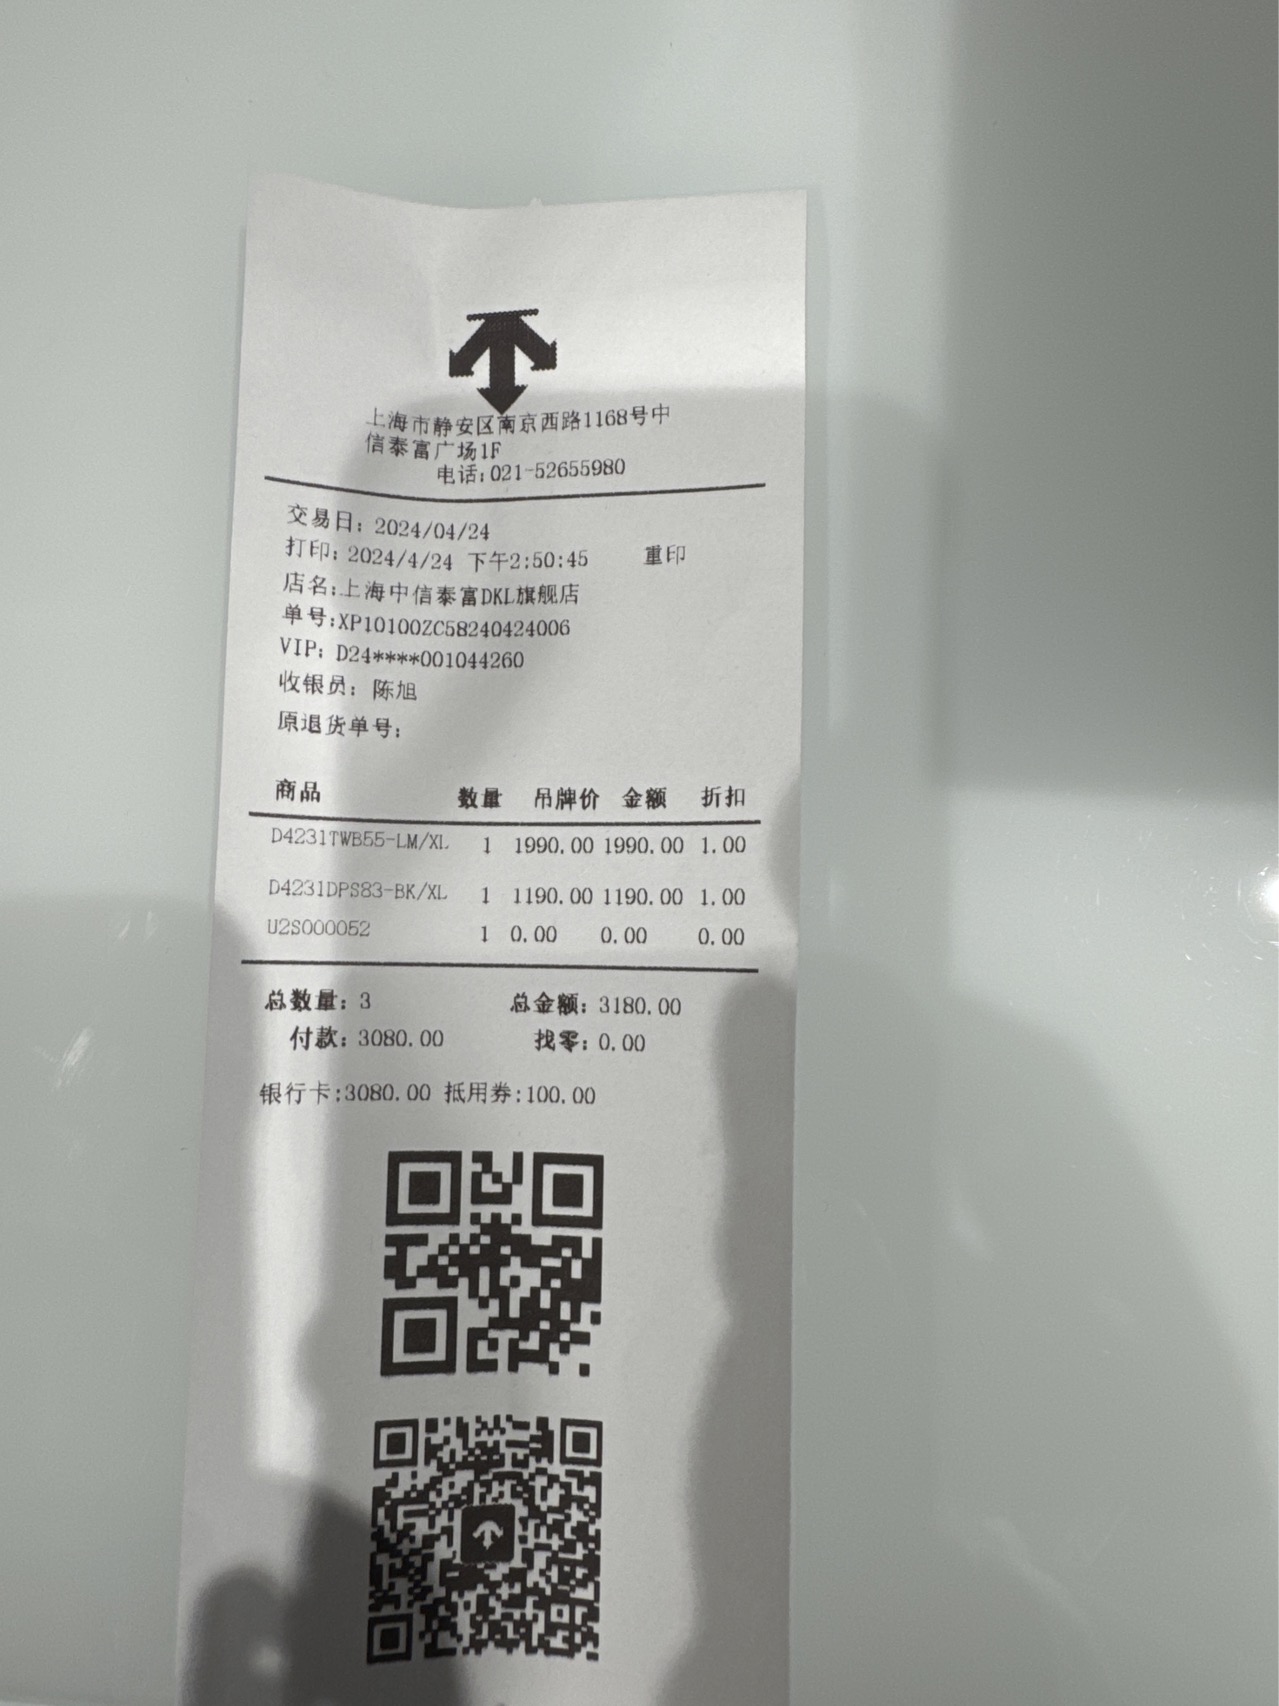 上海市静安区南京西路1168号中
信泰富广场1F
电话:021-52655980
交易日: 2024/04/24
打印: 2024/4/24 下午2:50:45 重印
店名:上海中信泰富DKL旗舰店
单号:XP10100ZC58240424006
VIP: D24****001044260
收银员: 陈旭
原退货单号:
商品 数量 吊牌价 金额 折扣
D4231TWB55-LM/XL 1 1990.00 1990.00 1.00
D4231DPS83-BK/XL 1 1190.00 1190.00 1.00
U2S000052 1 0.00 0.00 0.00
总数量: 3 总金额: 3180.00
付款: 3080.00 找零: 0.00
银行卡:3080.00 抵用券:100.00